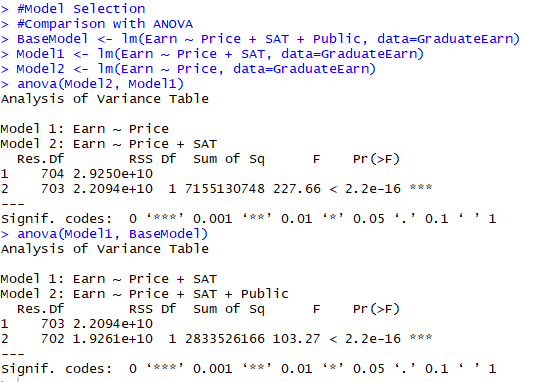 > #Model Selection
> #Comparison with ANOVA
> BaseModel <- lm(Earn ~ Price + SAT + Public, data=GraduateEarn)
> Model1 <- lm(Earn ~ Price + SAT, data=GraduateEarn)
> Model2 <- lm(Earn ~ Price, data=GraduateEarn)
> anova(Model2, Model1)
Analysis of Variance Table

Model 1: Earn ~ Price
Model 2: Earn ~ Price + SAT
  Res.Df        RSS Df  Sum of Sq      F    Pr(>F)
1    704 2.9250e+10
2    703 2.2094e+10  1 7155130748 227.66 < 2.2e-16 ***
---
Signif. codes:  0 ‘***’ 0.001 ‘**’ 0.01 ‘*’ 0.05 ‘.’ 0.1 ‘ ’ 1
> anova(Model1, BaseModel)
Analysis of Variance Table

Model 1: Earn ~ Price + SAT
Model 2: Earn ~ Price + SAT + Public
  Res.Df        RSS Df  Sum of Sq      F    Pr(>F)
1    703 2.2094e+10
2    702 1.9261e+10  1 2833526166 103.27 < 2.2e-16 ***
---
Signif. codes:  0 ‘***’ 0.001 ‘**’ 0.01 ‘*’ 0.05 ‘.’ 0.1 ‘ ’ 1